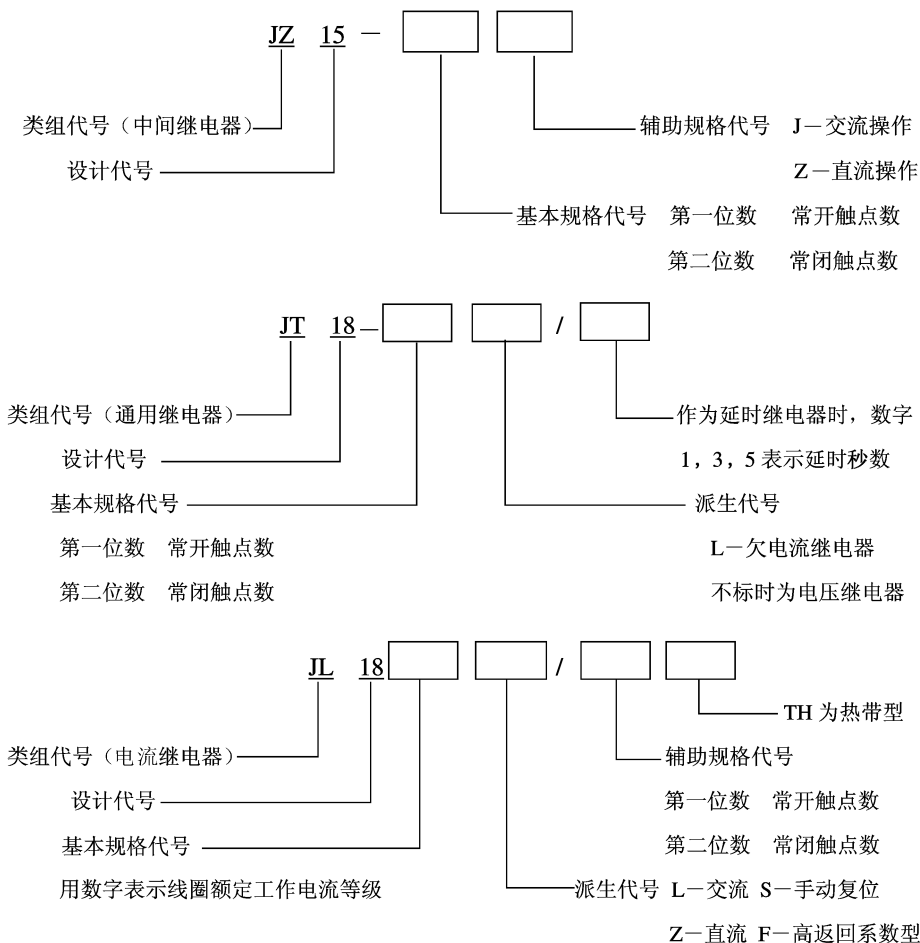 JZ 15－
类组代号（中间继电器） 辅助规格代号 J－交流操作
设计代号 Z－直流操作
基本规格代号 第一位数 常开触点数
第二位数 常闭触点数
JT 18－ /
类组代号（通用继电器） 作为延时继电器时，数字
设计代号 1，3，5 表示延时秒数
基本规格代号 派生代号
第一位数 常开触点数 L－欠电流继电器
第二位数 常闭触点数 不标时为电压继电器
JL 18 /
TH 为热带型
类组代号（电流继电器） 辅助规格代号
设计代号 第一位数 常开触点数
基本规格代号 第二位数 常闭触点数
用数字表示线圈额定工作电流等级 派生代号 L－交流 S－手动复位
Z－直流 F－高返回系数型